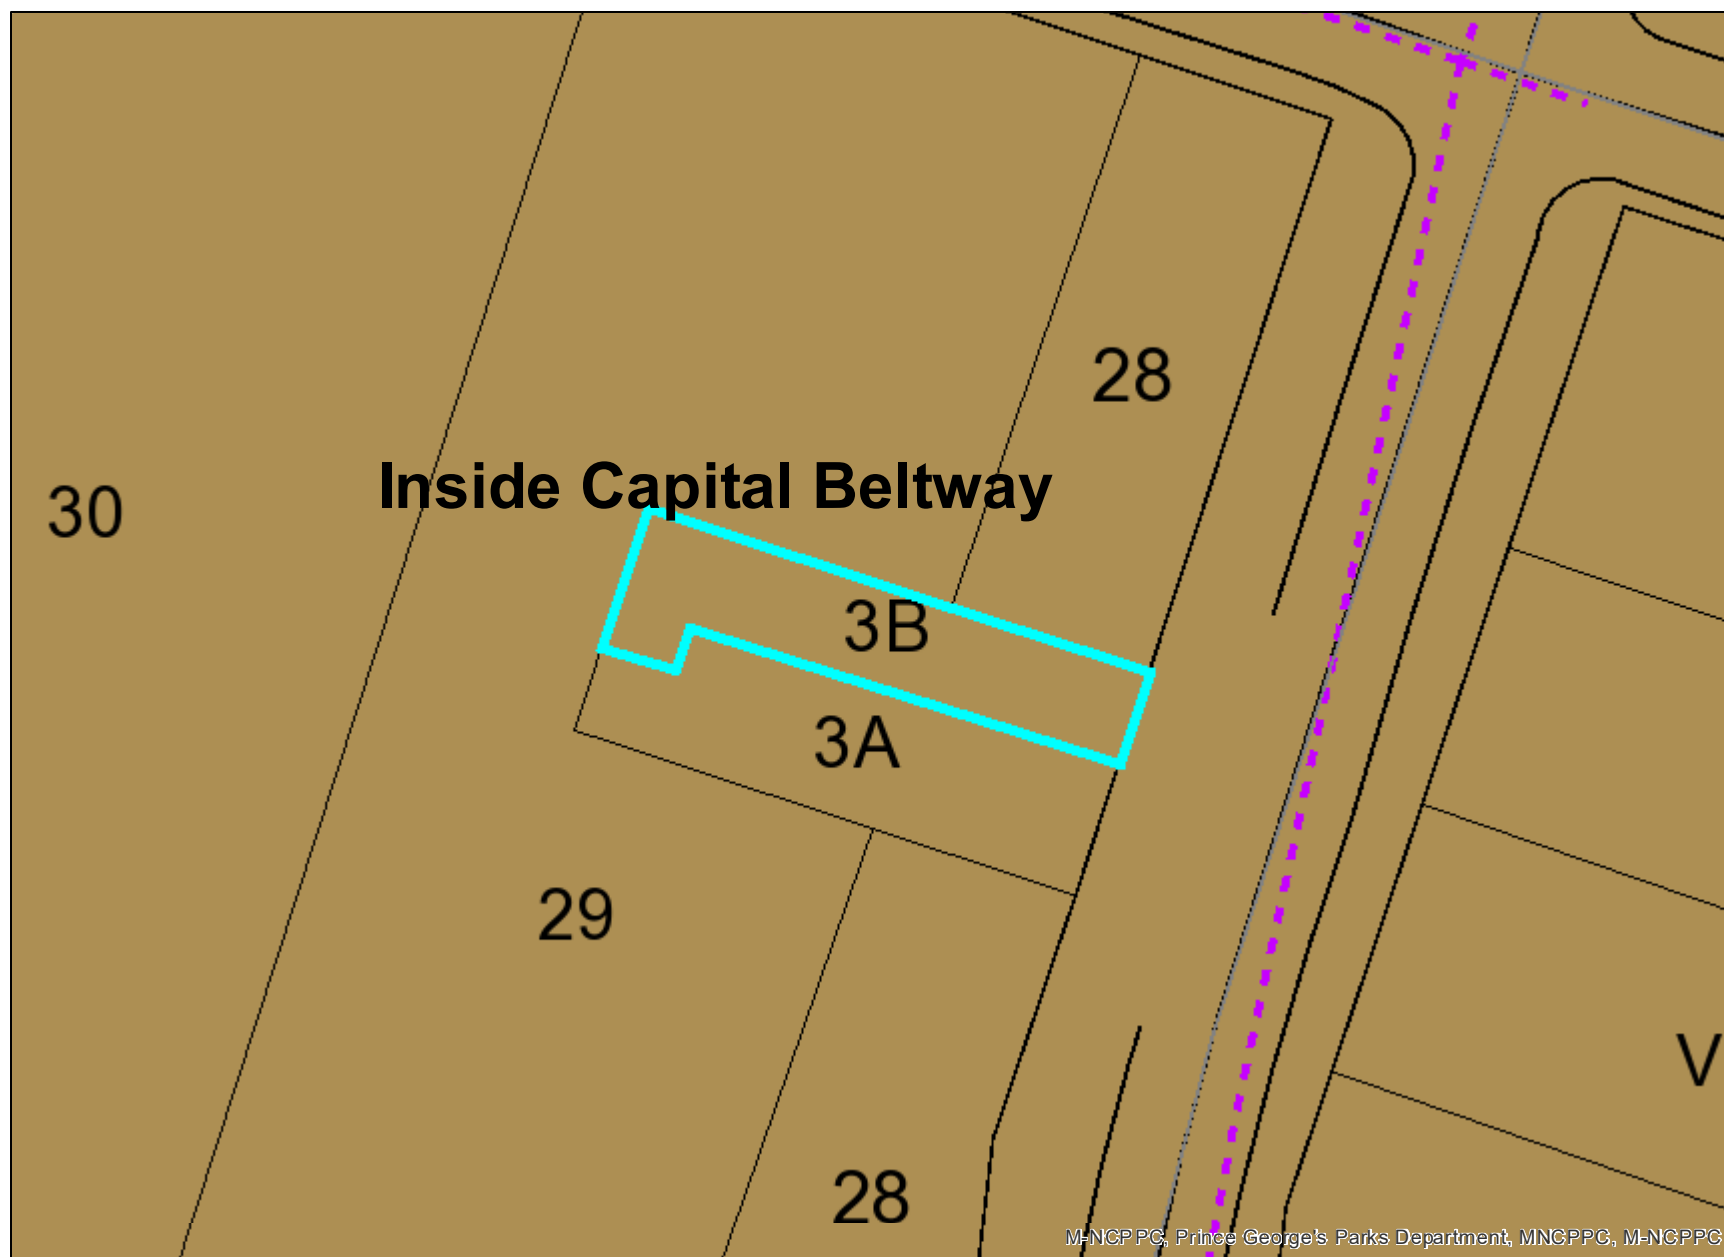 28
Inside Capital Beltway
30
3B
3A
29
V
28
M-NCPPC, Prince George's Parks Department, MNCPPC, M-NCPPC